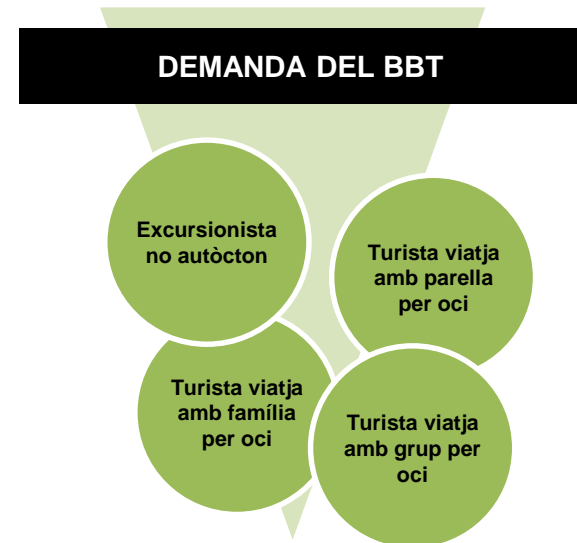 DEMANDA DEL BBT
Excursionista
no autòcton
Turista viatja
amb parella
per oci
Turista viatja
amb família
per oci
Turista viatja
amb grup per
oci